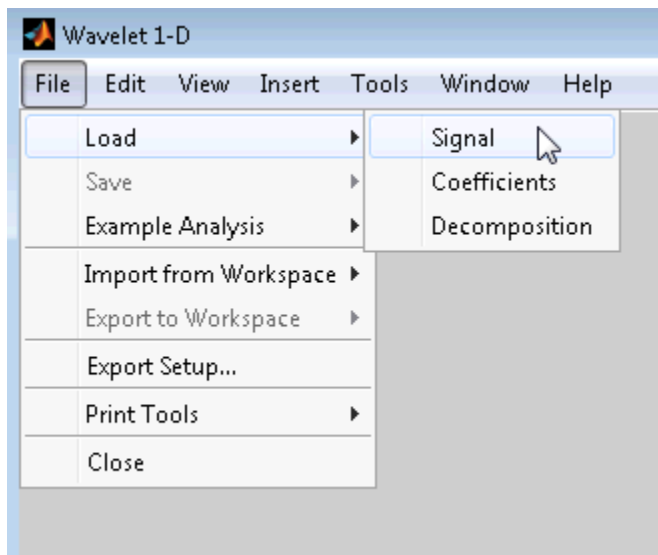 Wavelet 1-D
File Edit View Insert Tools Window Help
Load
Save
Example Analysis
Import from Workspace
Export to Workspace
Export Setup...
Print Tools
Close
Signal
Coefficients
Decomposition